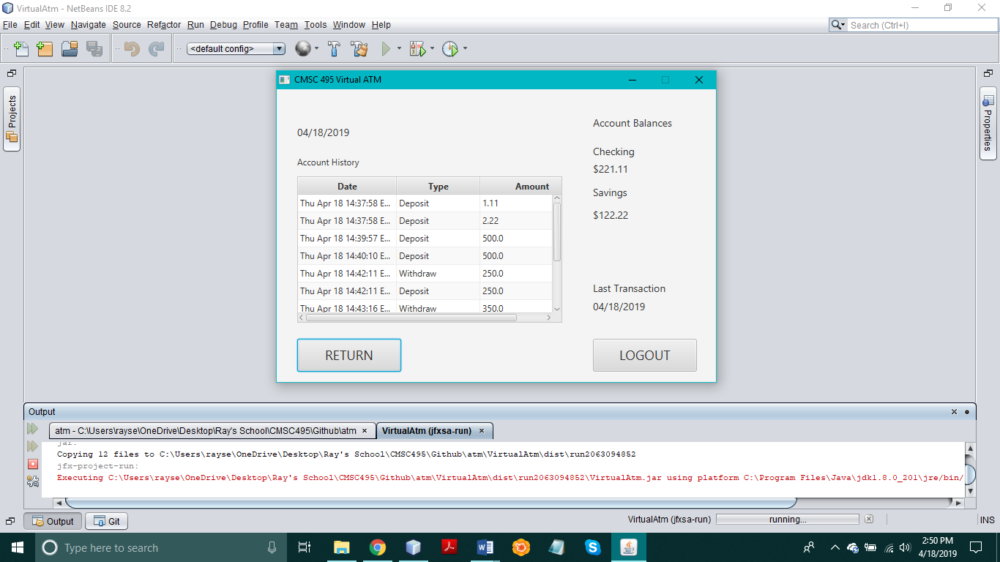 VirtualAtm - NetBeans IDE 8.2
File Edit View Navigate Source Refactor Run Debug Profile Team Tools Window Help
Search (Ctrl+I)
<default config>
Projects
Properties
CMSC 495 Virtual ATM
04/18/2019
Account History
Date Type Amount
Thu Apr 18 14:37:58 E... Deposit 1.11
Thu Apr 18 14:37:58 E... Deposit 2.22
Thu Apr 18 14:39:57 E... Deposit 500.0
Thu Apr 18 14:40:10 E... Deposit 500.0
Thu Apr 18 14:42:11 E... Withdraw 250.0
Thu Apr 18 14:42:11 E... Deposit 250.0
Thu Apr 18 14:43:16 E... Withdraw 350.0
Account Balances
Checking
$221.11
Savings
$122.22
Last Transaction
04/18/2019
RETURN
LOGOUT
Output
atm - C:\Users\rayse\OneDrive\Desktop\Ray's School\CMSC495\Github\atm
VirtualAtm (jfxsa-run)
jar:
Copying 12 files to C:\Users\rayse\OneDrive\Desktop\Ray's School\CMSC495\Github\atm\VirtualAtm\dist\run2063094852
jfx-project-run:
Executing C:\Users\rayse\OneDrive\Desktop\Ray's School\CMSC495\Github\atm\VirtualAtm\dist\run2063094852\VirtualAtm.jar using platform C:\Program Files\Java\jdk1.8.0_201\jre/bin/
Output Git
VirtualAtm (jfxsa-run) running...
INS
Type here to search
2:50 PM
4/18/2019